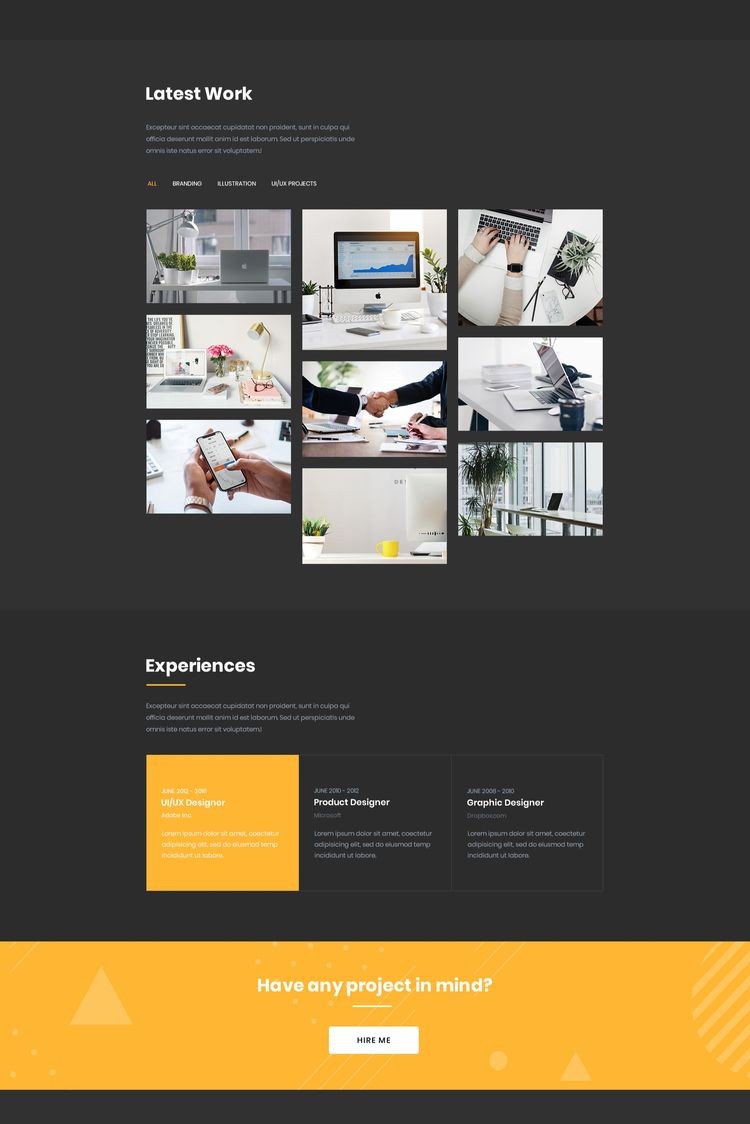 Latest Work
Excepteur sint occaecat cupidatat non proident, sunt in culpa qui
officia deserunt mollit anim id est laborum. Sed ut perspiciatis unde
omnis iste natus error sit voluptatem!
ALL BRANDING ILLUSTRATION UI/UX PROJECTS
Experiences
Excepteur sint occaecat cupidatat non proident, sunt in culpa qui
officia deserunt mollit anim id est laborum. Sed ut perspiciatis unde
omnis iste natus error sit voluptatem!
JUNE 2012 - 2016
UI/UX Designer
Adobe Inc.
Lorem ipsum dolor sit amet, coectetur
adipisicing elit, sed do eiusmod temp
incididunt ut labore.
JUNE 2010 - 2012
Product Designer
Microsoft
Lorem ipsum dolor sit amet, coectetur
adipisicing elit, sed do eiusmod temp
incididunt ut labore.
JUNE 2008 - 2010
Graphic Designer
Dropbox.com
Lorem ipsum dolor sit amet, coectetur
adipisicing elit, sed do eiusmod temp
incididunt ut labore.
Have any project in mind?
HIRE ME